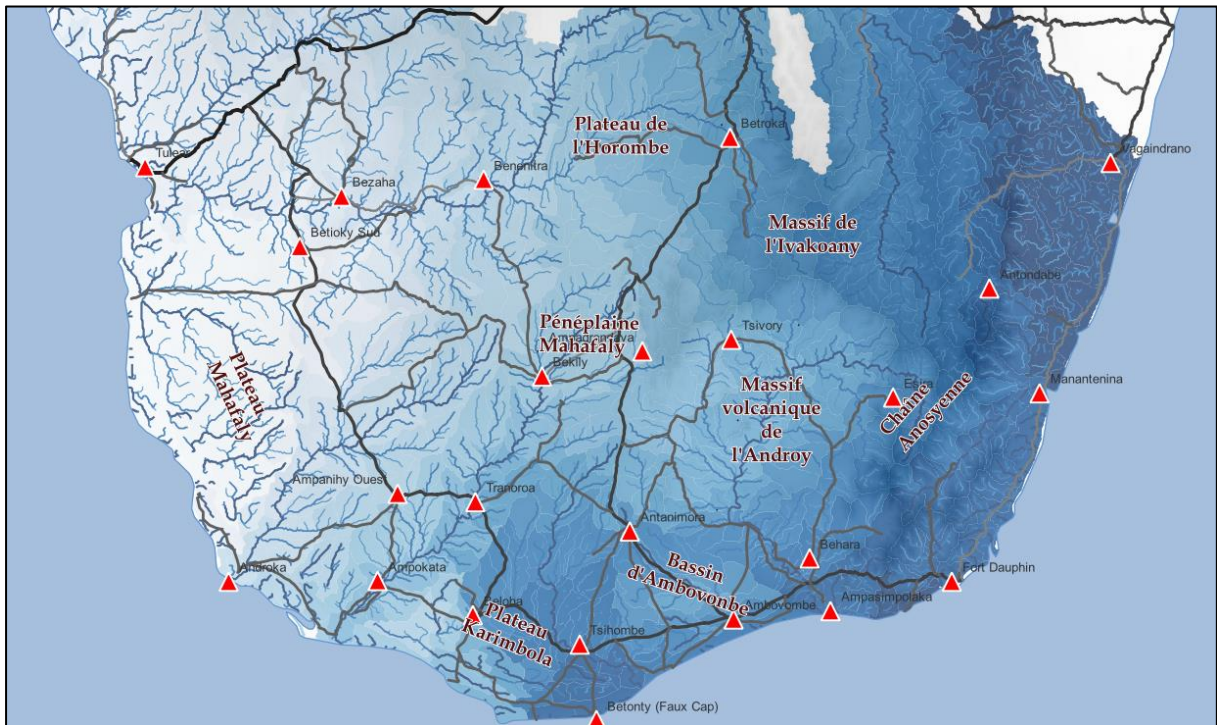 Betroka
Plateau de
l'Horombe
Vagaindrano
Tulear
Benenitra
Bezaha
Massif de
l'Ivakoany
Betioky Sud
Antondabe
Pénéplaine
Mahafaly
Tsivory
Bekily
Plateau
Mahafaly
Massif
volcanique
de
l'Androy
Chaîne
Anosyenne
Manantenina
Ampanihy Ouest
Tranoroa
Antanimora
Behara
Bassin
d'Ambovonbe
Fort Dauphin
Androka
Ampokata
Beloha
Plateau
Karimbola
Ambovombe
Ampasimpolaka
Tsihombe
Betonty (Faux Cap)